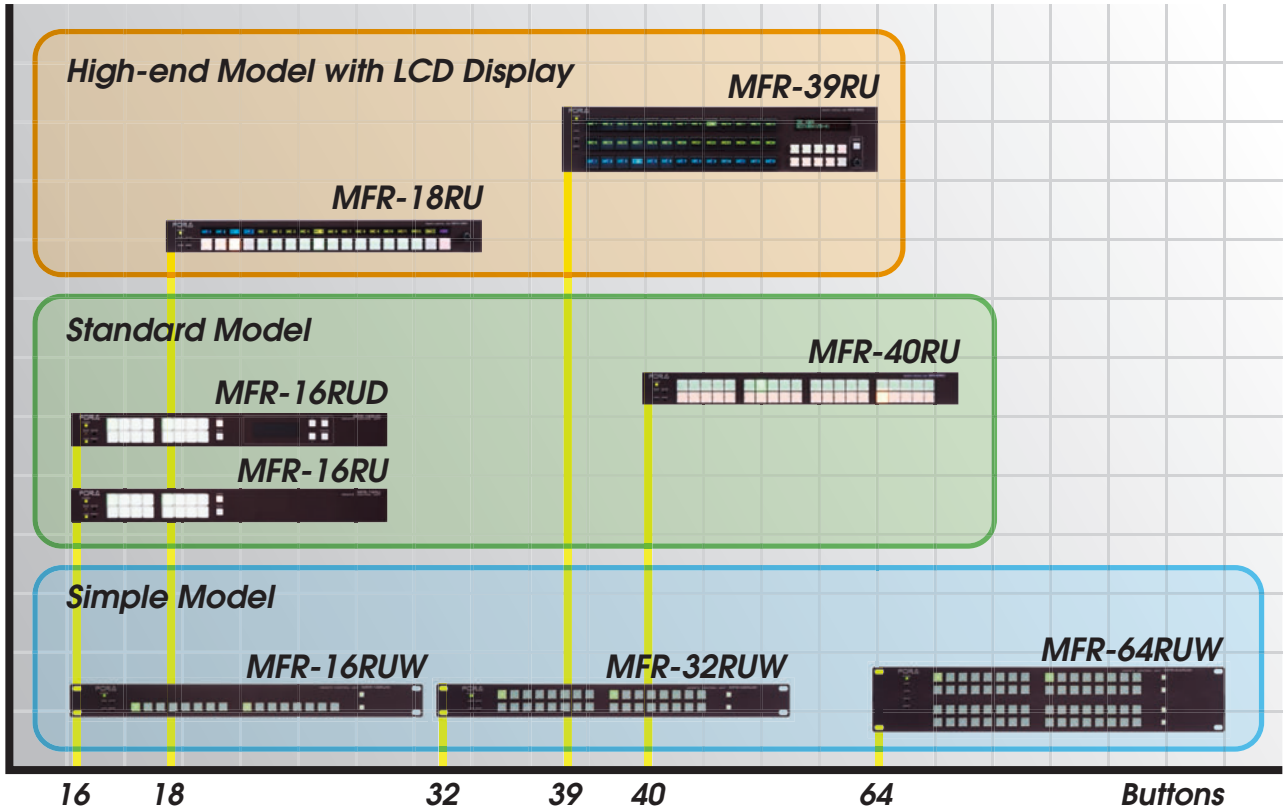 High-end Model with LCD Display
MFR-39RU
MFR-18RU
Standard Model
MFR-40RU
MFR-16RUD
MFR-16RU
Simple Model
MFR-16RUW
MFR-32RUW
MFR-64RUW
16 18 32 39 40 64 Buttons